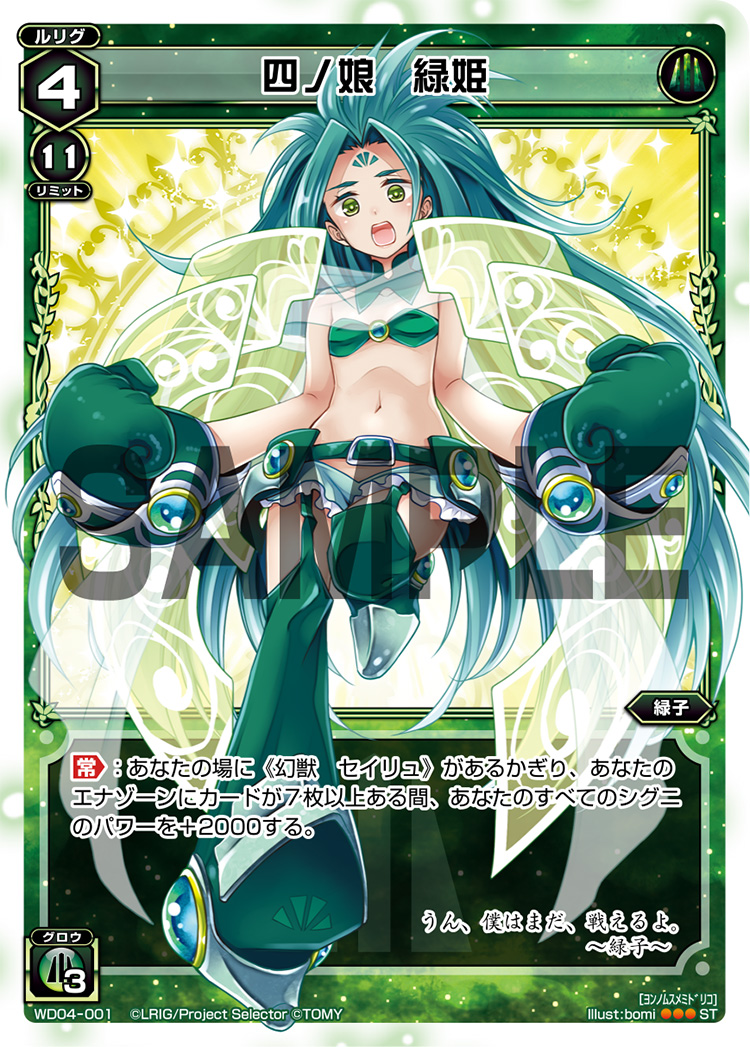 ルリグ
4
四ノ娘　緑姫
11
リミット
SAMPLE
緑子
常：あなたの場に《幻獣　セイリュ》があるかぎり、あなたの
エナゾーンにカードが7枚以上ある間、あなたのすべてのシグニ
のパワーを＋2000する。
うん、僕はまだ、戦えるよ。
～緑子～
グロウ
3
[ヨンノムスメミドリコ]
WD04-001 ©LRIG/Project Selector ©TOMY Illust:bomi ST